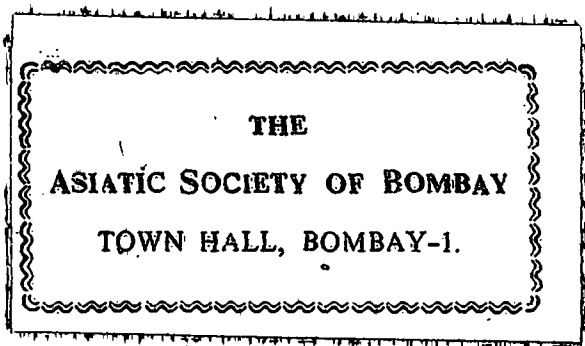 THE
ASIATIC SOCIETY OF BOMBAY
TOWN HALL, BOMBAY-1.